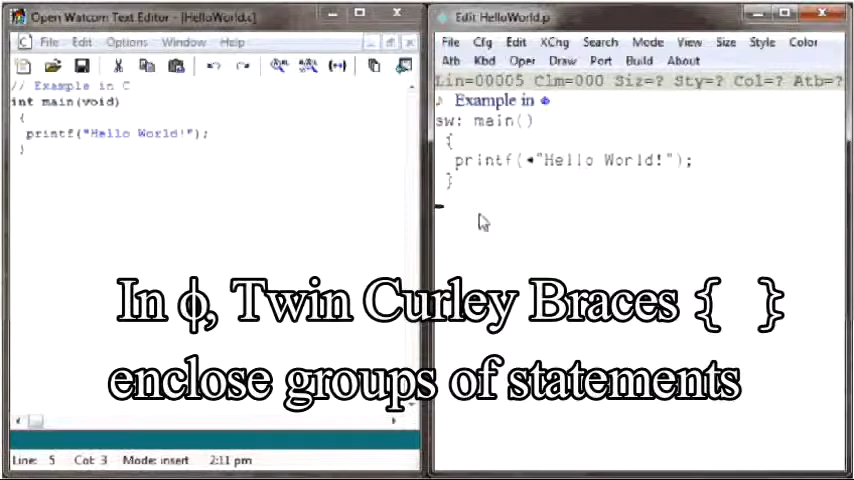 Open Watcom Text Editor - [HelloWorld.c]
File Edit Options Window Help
// Example in C
int main(void)
{
printf("Hello World!");
}
Line: 5 Col: 3 Mode: insert 2:11 pm
Edit HelloWorld.p
File Cfg Edit XChg Search Mode View Size Style Color
Atb Kbd Oper Draw Port Build About
Lin=00005 Clm=000 Siz=? Sty=? Col=? Atb=?
♪ Example in ϕ
sw: main()
{
printf(◄"Hello World!");
}
In ϕ, Twin Curley Braces { }
enclose groups of statements